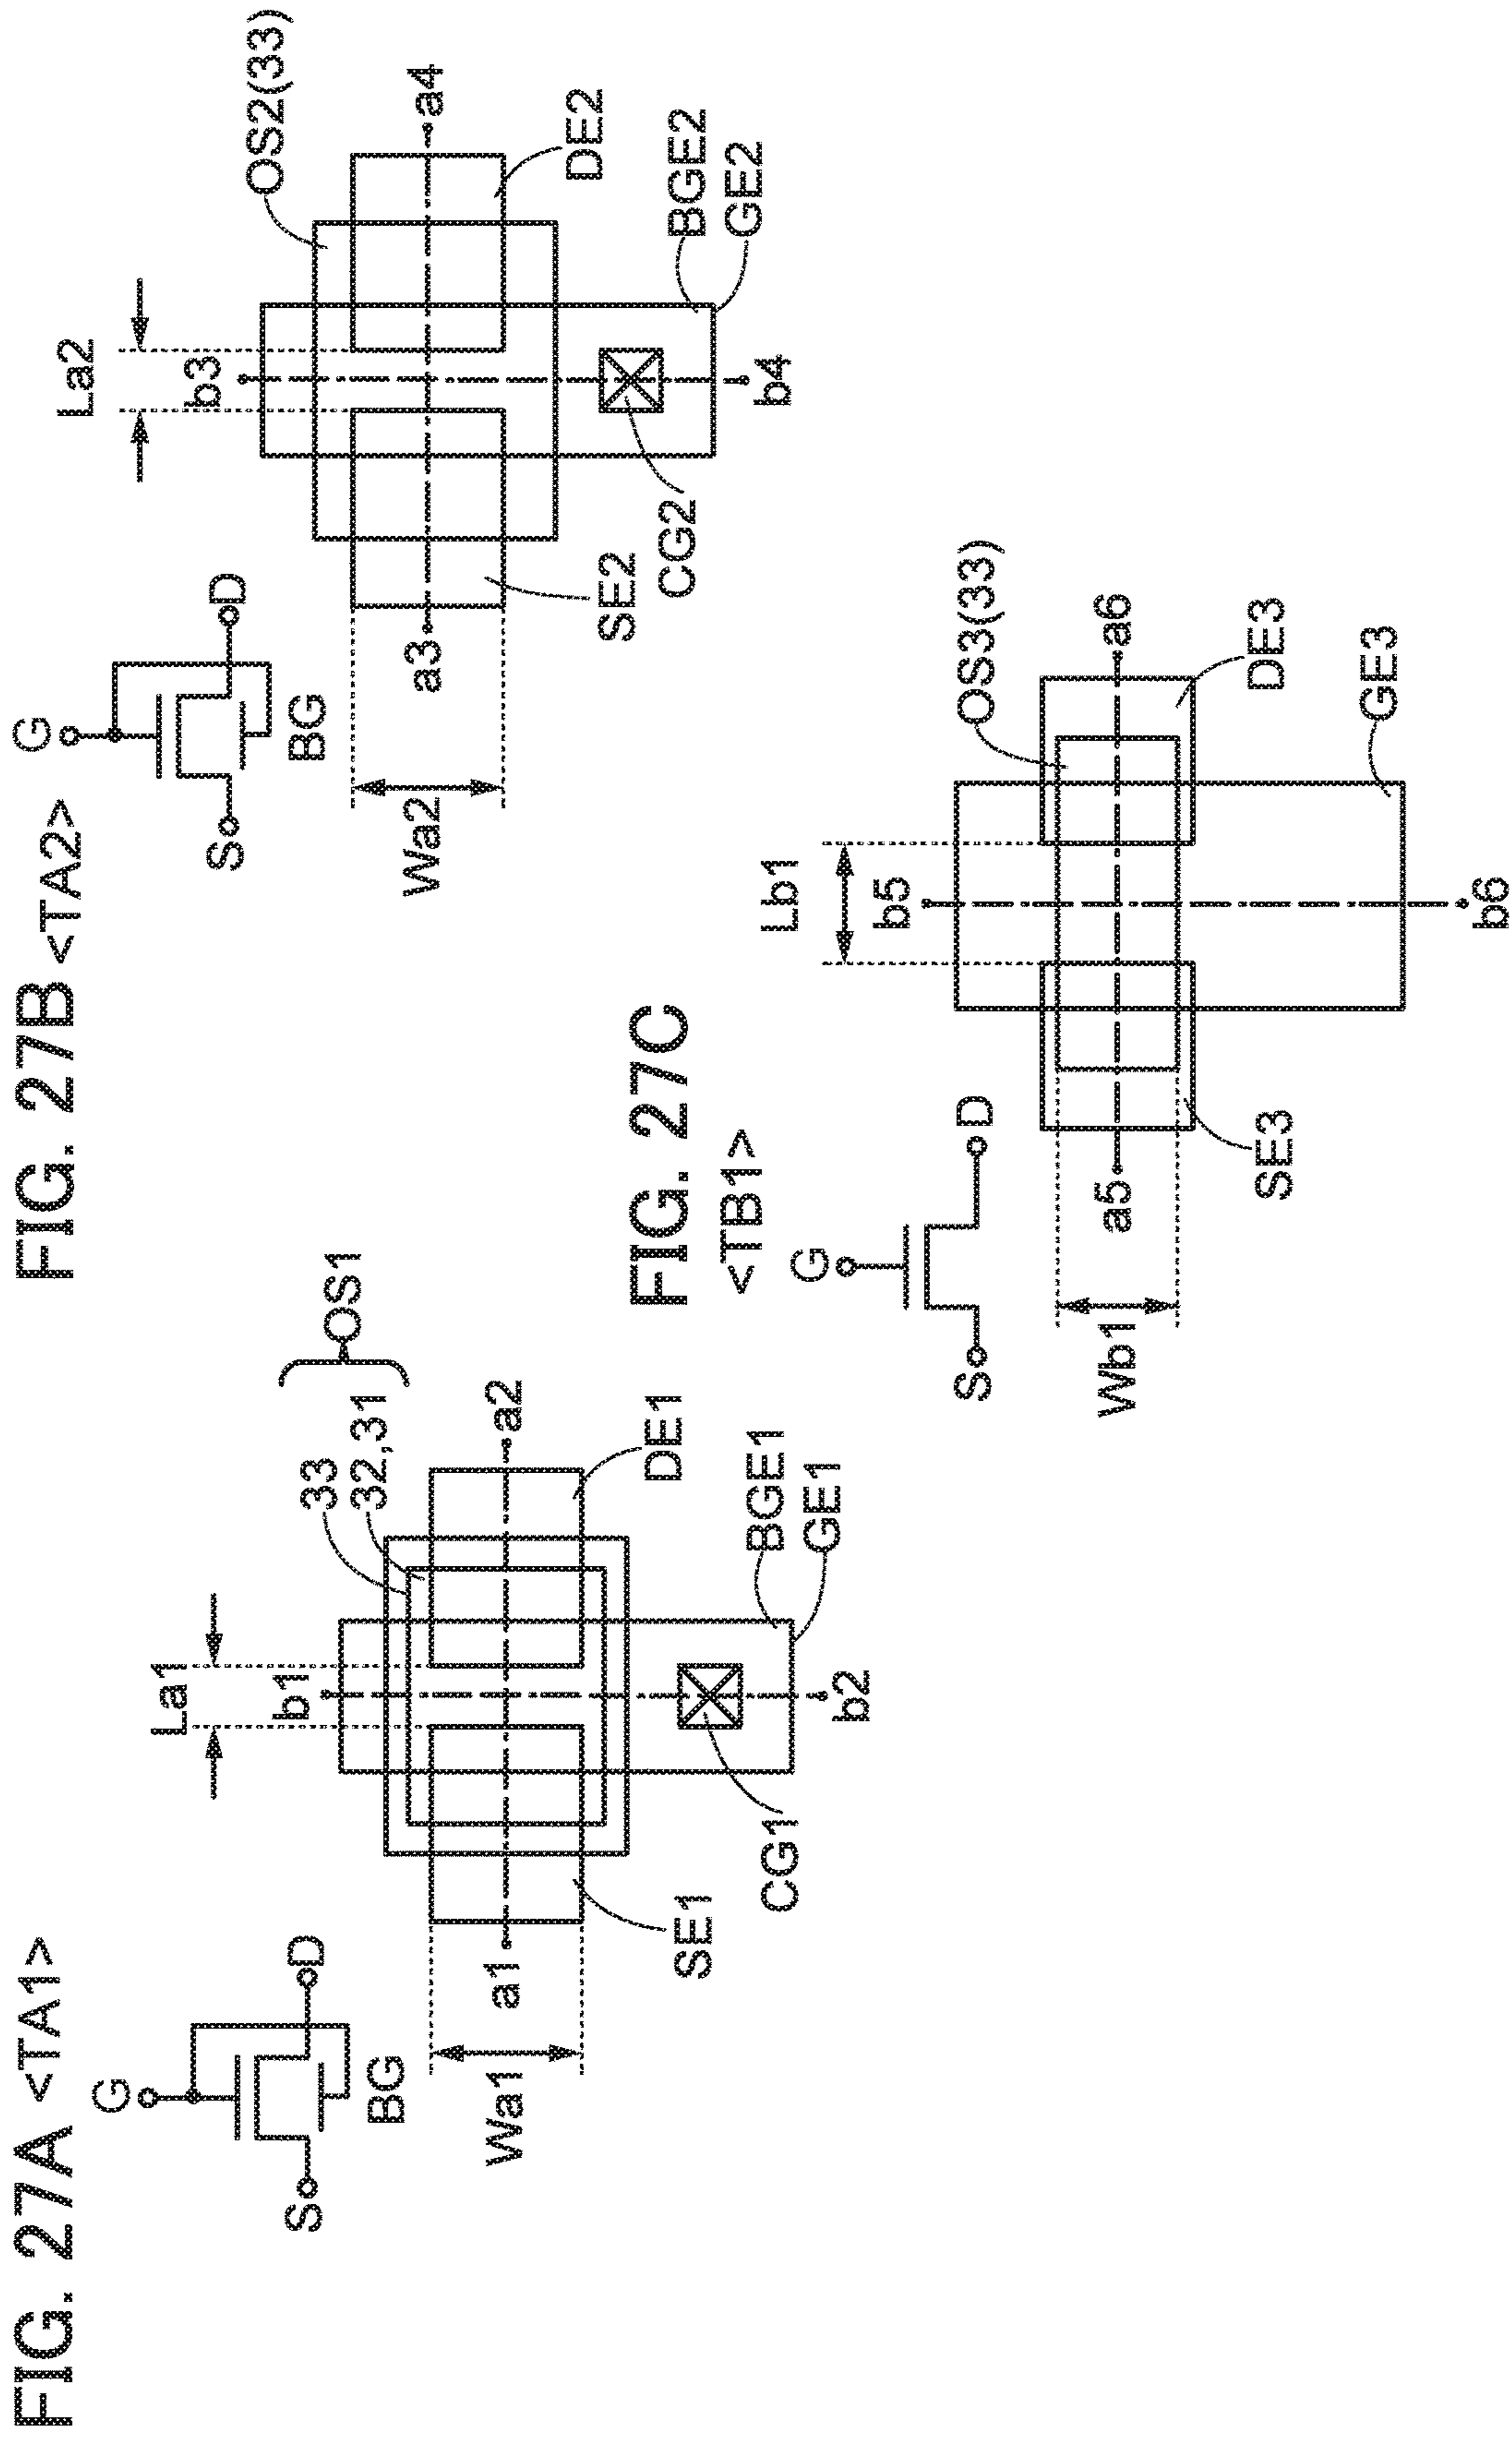 FIG. 27A <TA1>
G
S
D
BG
La1
b1
33
32,31
OS1
a1
a2
Wa1
SE1
DE1
CG1
BGE1
GE1
b2
FIG. 27B <TA2>
G
S
D
BG
La2
b3
OS2(33)
a3
a4
Wa2
SE2
DE2
CG2
BGE2
GE2
b4
FIG. 27C
<TB1>
G
S
D
Lb1
b5
OS3(33)
a5
a6
Wb1
SE3
DE3
GE3
b6